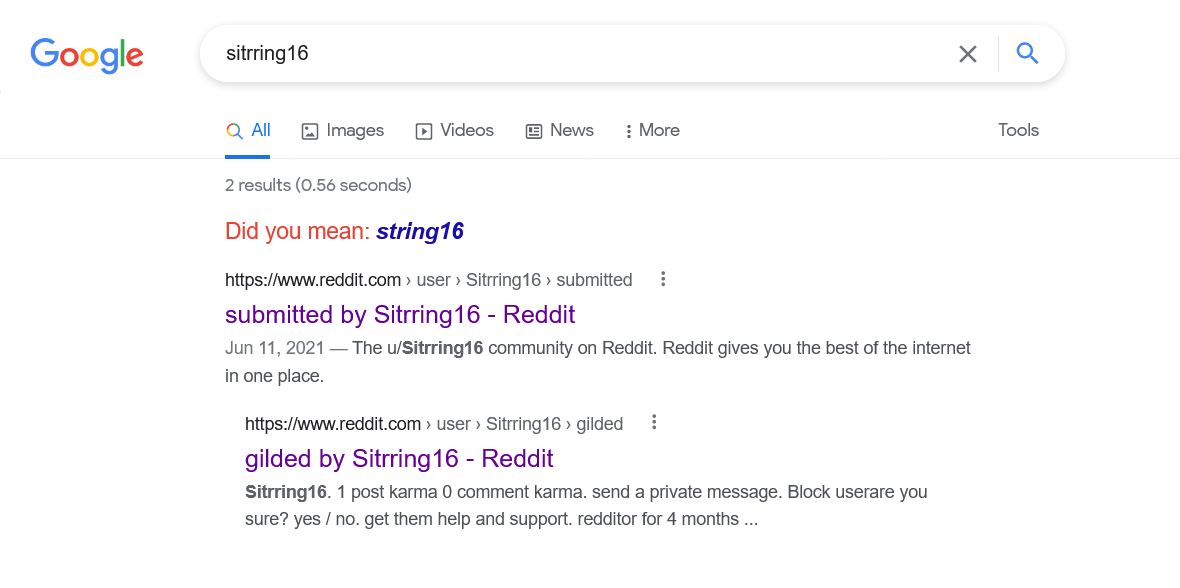 Google
sitrring16
All Images Videos News More Tools
2 results (0.56 seconds)
Did you mean: string16
https://www.reddit.com › user › Sitrring16 › submitted
submitted by Sitrring16 - Reddit
Jun 11, 2021 — The u/Sitrring16 community on Reddit. Reddit gives you the best of the internet
in one place.
https://www.reddit.com › user › Sitrring16 › gilded
gilded by Sitrring16 - Reddit
Sitrring16. 1 post karma 0 comment karma. send a private message. Block userare you
sure? yes / no. get them help and support. redditor for 4 months ...